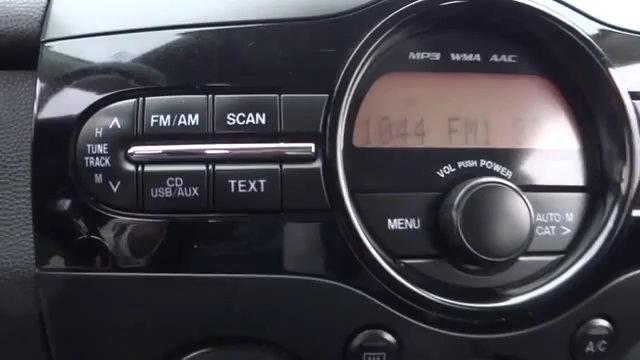 MP3 WMA AAC
FM/AM SCAN
H
TUNE
TRACK
M
CD
USB/AUX
TEXT
1044 FM1
VOL PUSH POWER
MENU
AUTO-M
CAT >
A/C